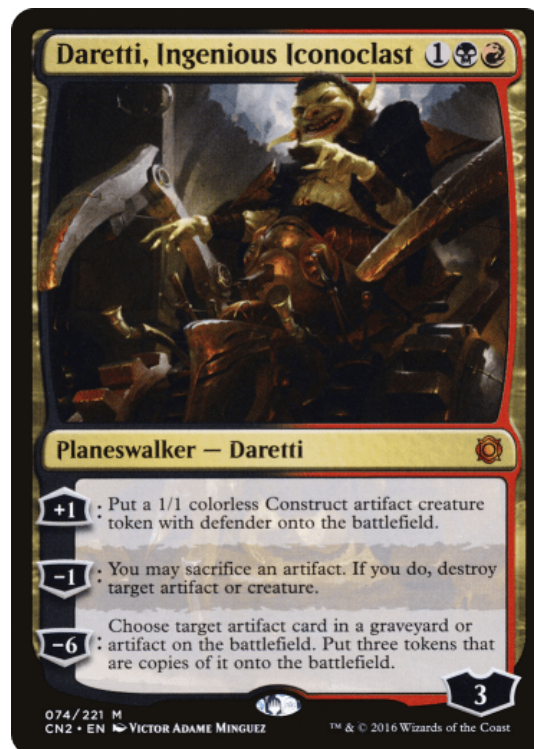 Daretti, Ingenious Iconoclast 1
Planeswalker — Daretti
+1 : Put a 1/1 colorless Construct artifact creature
token with defender onto the battlefield.
−1 : You may sacrifice an artifact. If you do, destroy
target artifact or creature.
−6 : Choose target artifact card in a graveyard or
artifact on the battlefield. Put three tokens that
are copies of it onto the battlefield.
3
074/221 M
CN2 • EN Victor Adame Minguez ™ & © 2016 Wizards of the Coast